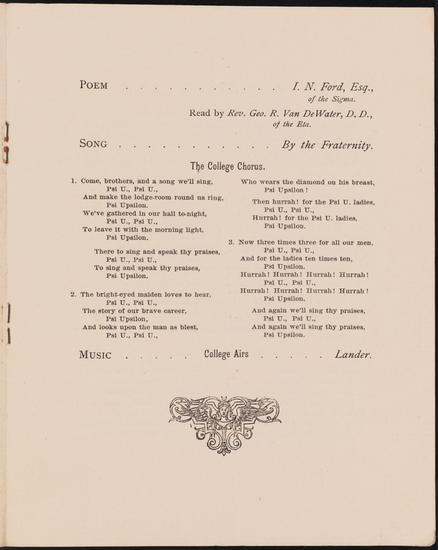 POEM . . . . . . . . . . . I. N. Ford, Esq.,
of the Sigma.
Read by Rev. Geo. R. Van DeWater, D. D.,
of the Eta.
SONG . . . . . . . . . . By the Fraternity.
The College Chorus.
1. Come, brothers, and a song we'll sing,
Psi U., Psi U.,
And make the lodge-room round us ring,
Psi Upsilon.
We've gathered in our hall to-night,
Psi U., Psi U.,
To leave it with the morning light,
Psi Upsilon.
There to sing and speak thy praises,
Psi U., Psi U.,
To sing and speak thy praises,
Psi Upsilon.
2. The bright-eyed maiden loves to hear,
Psi U., Psi U.,
The story of our brave career,
Psi Upsilon,
And looks upon the man as blest,
Psi U., Psi U.,
Who wears the diamond on his breast,
Psi Upsilon!
Then hurrah! for the Psi U. ladies,
Psi U., Psi U.,
Hurrah! for the Psi U. ladies,
Psi Upsilon.
3. Now three times three for all our men,
Psi U., Psi U.,
And for the ladies ten times ten,
Psi Upsilon.
Hurrah! Hurrah! Hurrah! Hurrah!
Psi U., Psi U.,
Hurrah! Hurrah! Hurrah! Hurrah!
Psi Upsilon.
And again we'll sing thy praises,
Psi U., Psi U.,
And again we'll sing thy praises,
Psi Upsilon.
MUSIC . . . . . College Airs . . . . . Lander.